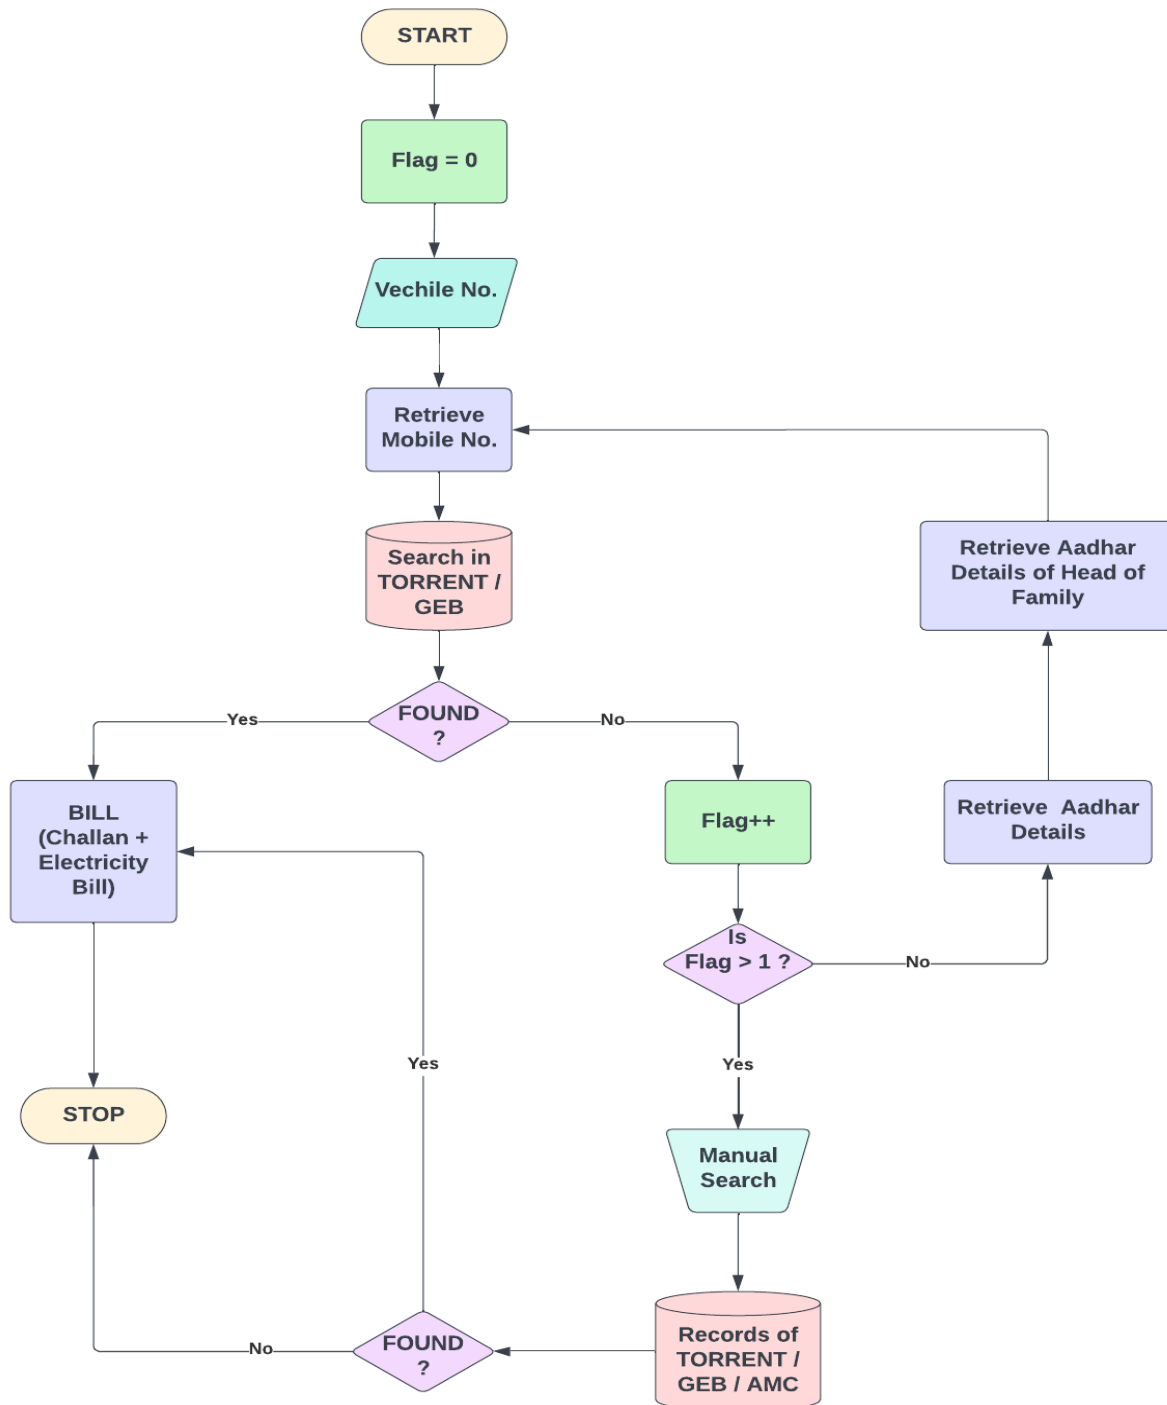 START
Flag = 0
Vechile No.
Retrieve
Mobile No.
Search in
TORRENT /
GEB
Retrieve Aadhar
Details of Head of
Family
FOUND
?
Yes
No
BILL
(Challan +
Electricity
Bill)
Flag++
Retrieve Aadhar
Details
Is
Flag > 1 ?
No
Yes
Yes
STOP
Manual
Search
FOUND
?
No
Records of
TORRENT /
GEB / AMC